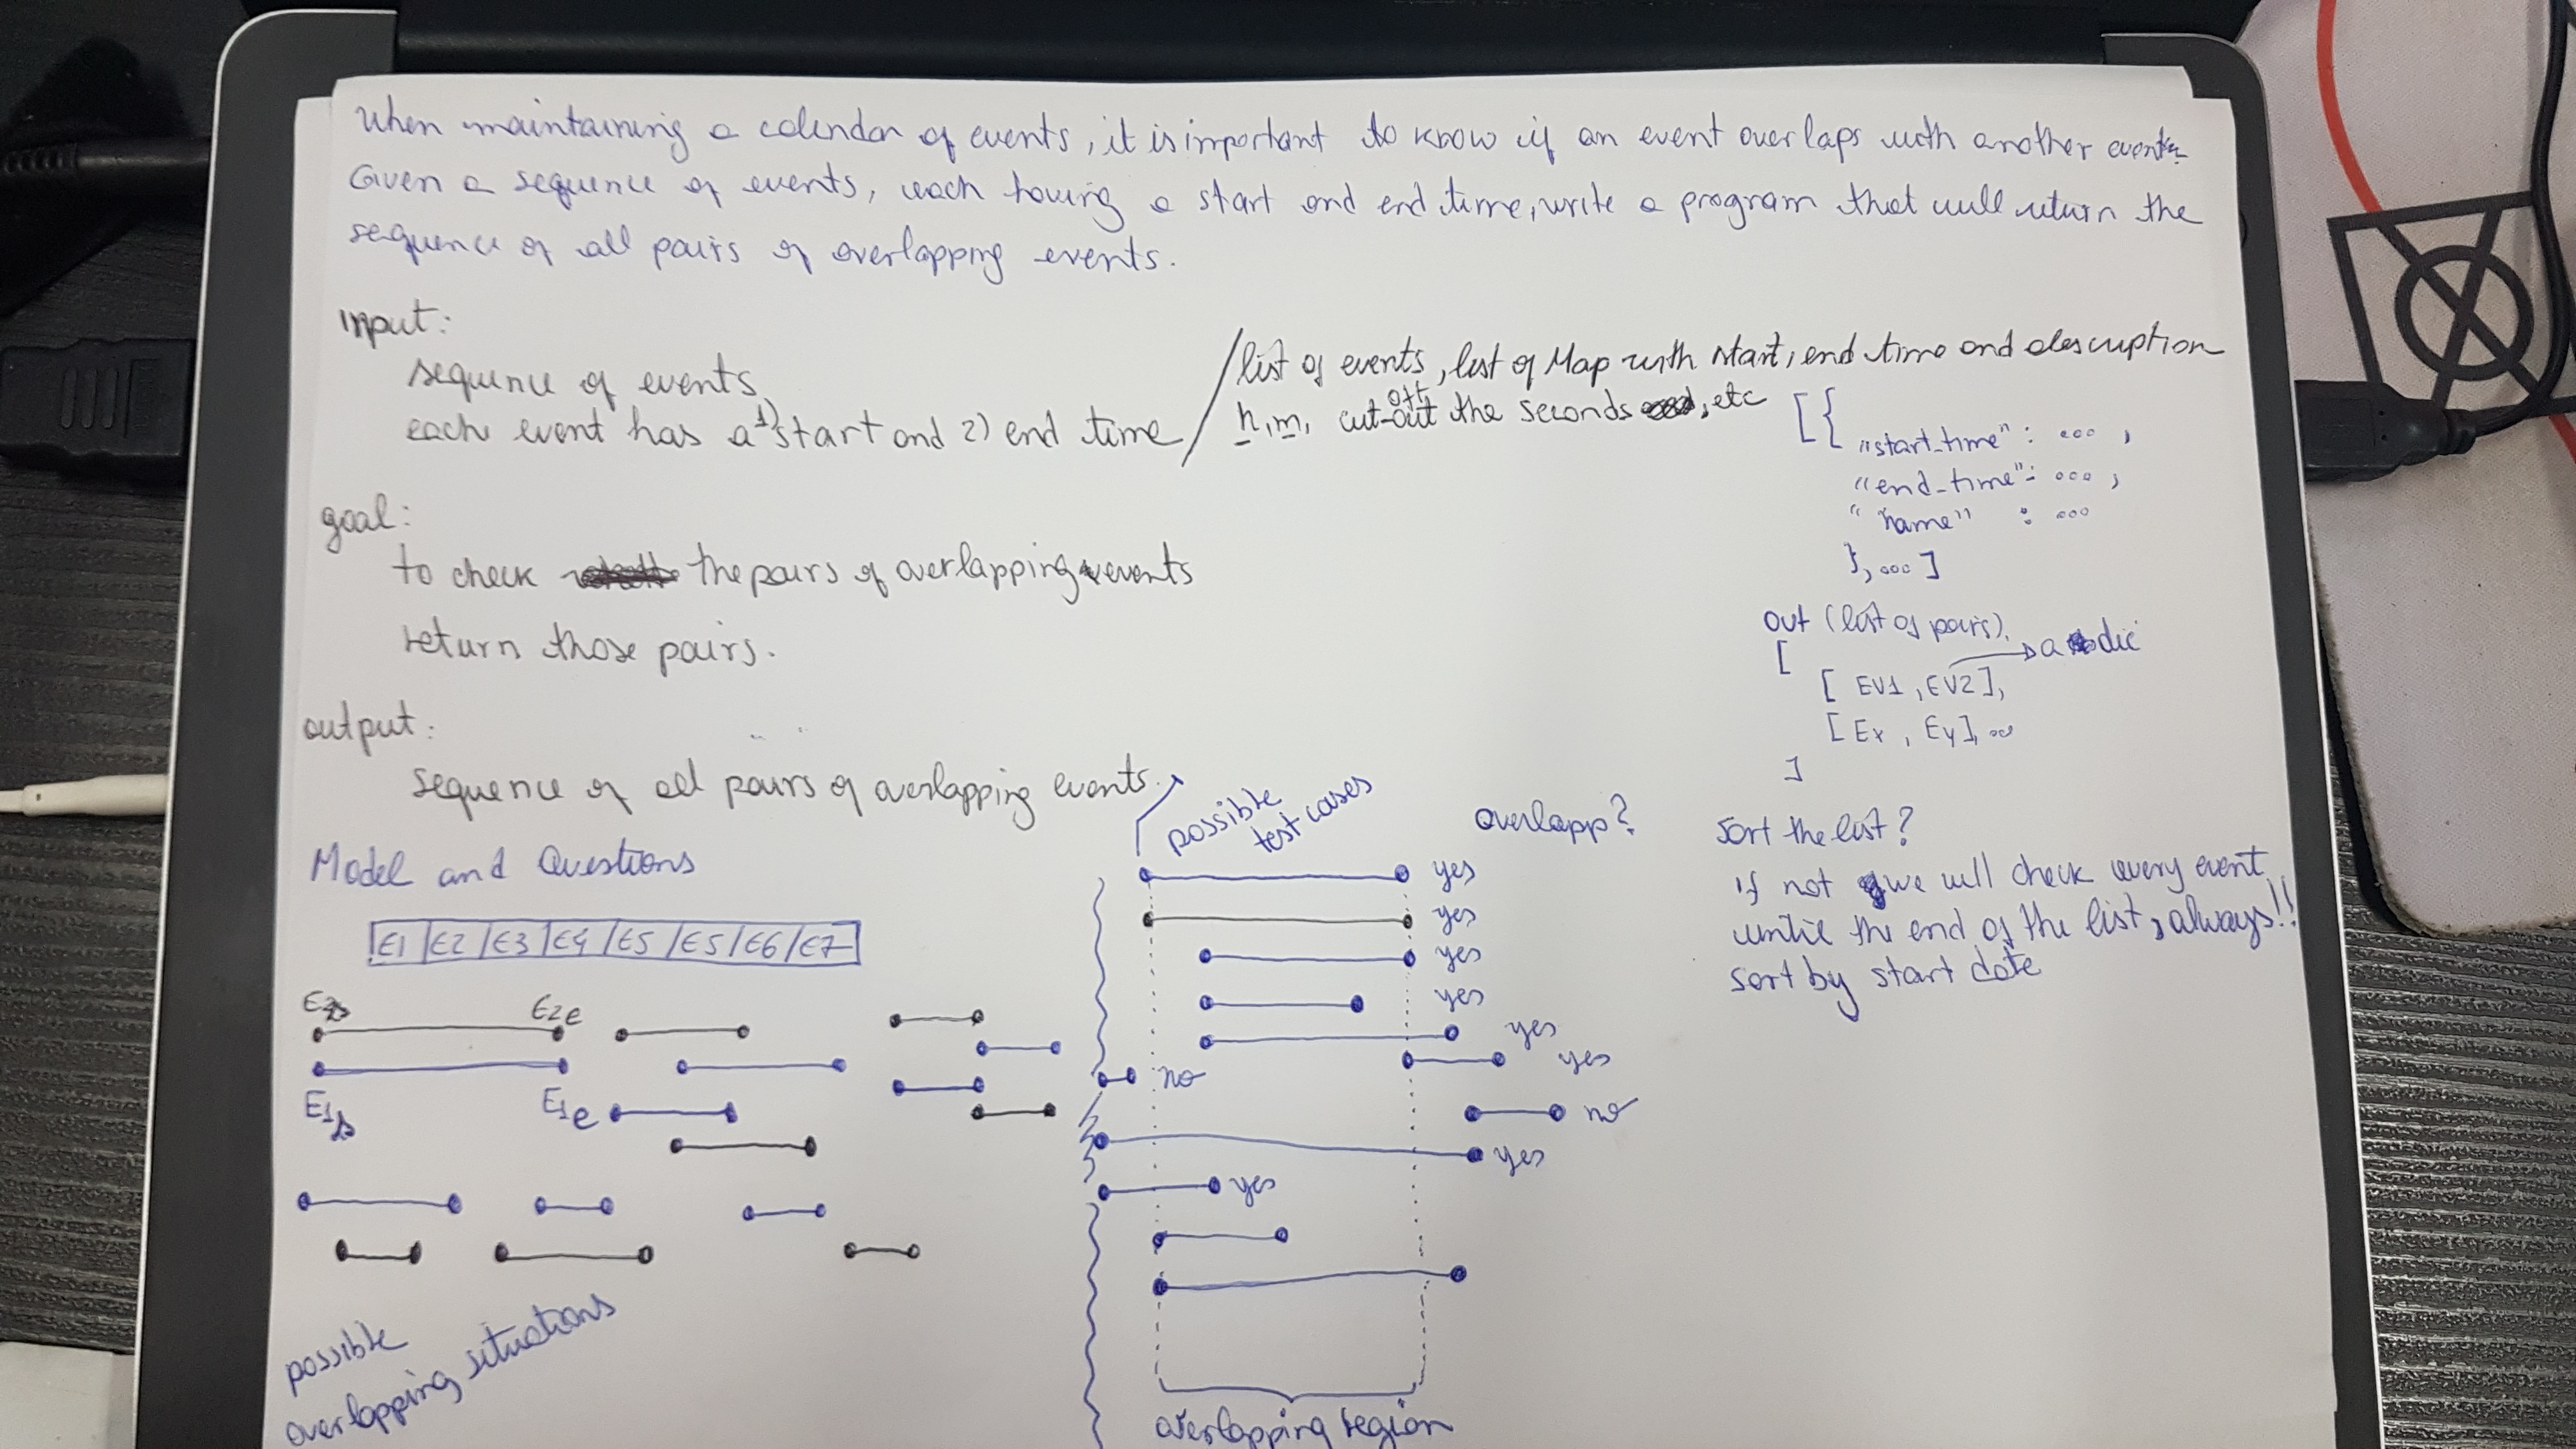 When maintaining a calendar of events, it is important to know if an event overlaps with another event.
Given a sequence of events, each having a start and end time, write a program that will return the
sequence of all pairs of overlapping events.
input:
sequence of events
each event has a 1) start and 2) end time
list of events, list of Map with start, end time and description
h, m, cut-out off the seconds, etc
[{
"start_time": ... ,
"end_time": ... ,
"name" : ...
}, ... ]
goal:
to check the pairs of overlapping events
return those pairs.
out (list of pairs).
[
[ EV1 , EV2 ], → a dic
[ Ex , Ey ], ...
]
output:
sequence of all pairs of overlapping events.
Model and Questions
E1 | E2 | E3 | E4 | E5 | E5 | E6 | E7
E2s E2e
E1s E1e
possible
overlapping situations
possible
test cases
overlapp?
yes
yes
yes
yes
yes
yes
no
no
yes
yes
overlapping region
Sort the list?
if not we will check every event
until the end of the list, always!!
sort by start date